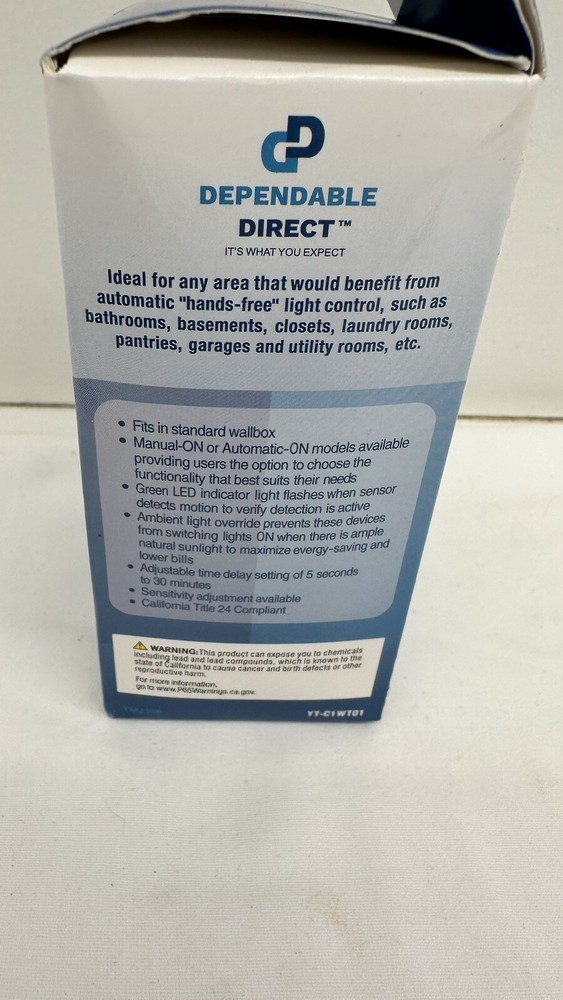 DEPENDABLE
DIRECT™
IT'S WHAT YOU EXPECT
Ideal for any area that would benefit from
automatic "hands-free" light control, such as
bathrooms, basements, closets, laundry rooms,
pantries, garages and utility rooms, etc.
• Fits in standard wallbox
• Manual-ON or Automatic-ON models available
providing users the option to choose the
functionality that best suits their needs
• Green LED indicator light flashes when sensor
detects motion to verify detection is active
• Ambient light override prevents these devices
from switching lights ON when there is ample
natural sunlight to maximize evergy-saving and
lower bills
• Adjustable time delay setting of 5 seconds
to 30 minutes
• Sensitivity adjustment available
• California Title 24 Compliant
WARNING: This product can expose you to chemicals
including lead and lead compounds, which is known to the
state of California to cause cancer and birth defects or other
reproductive harm.
For more information,
go to www.P65Warnings.ca.gov.
YT-C1WT01